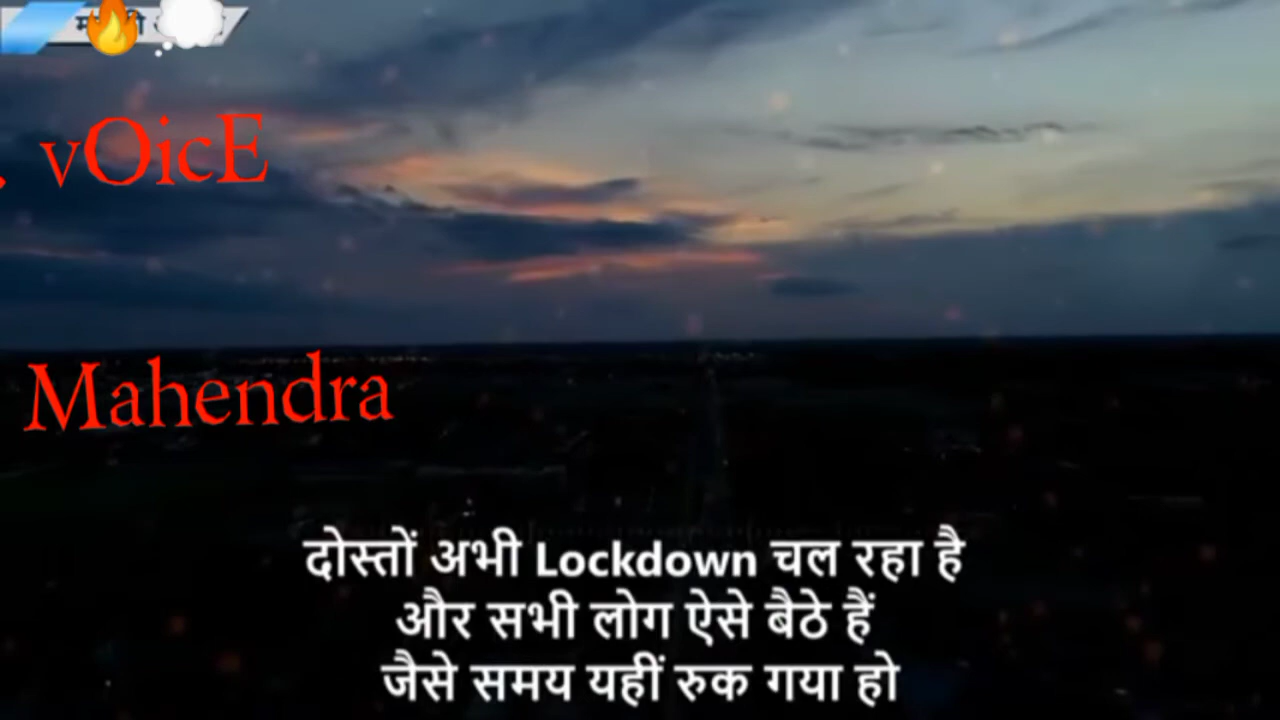 . vOicE
Mahendra
दोस्तों अभी Lockdown चल रहा है
और सभी लोग ऐसे बैठे हैं
जैसे समय यहीं रुक गया हो